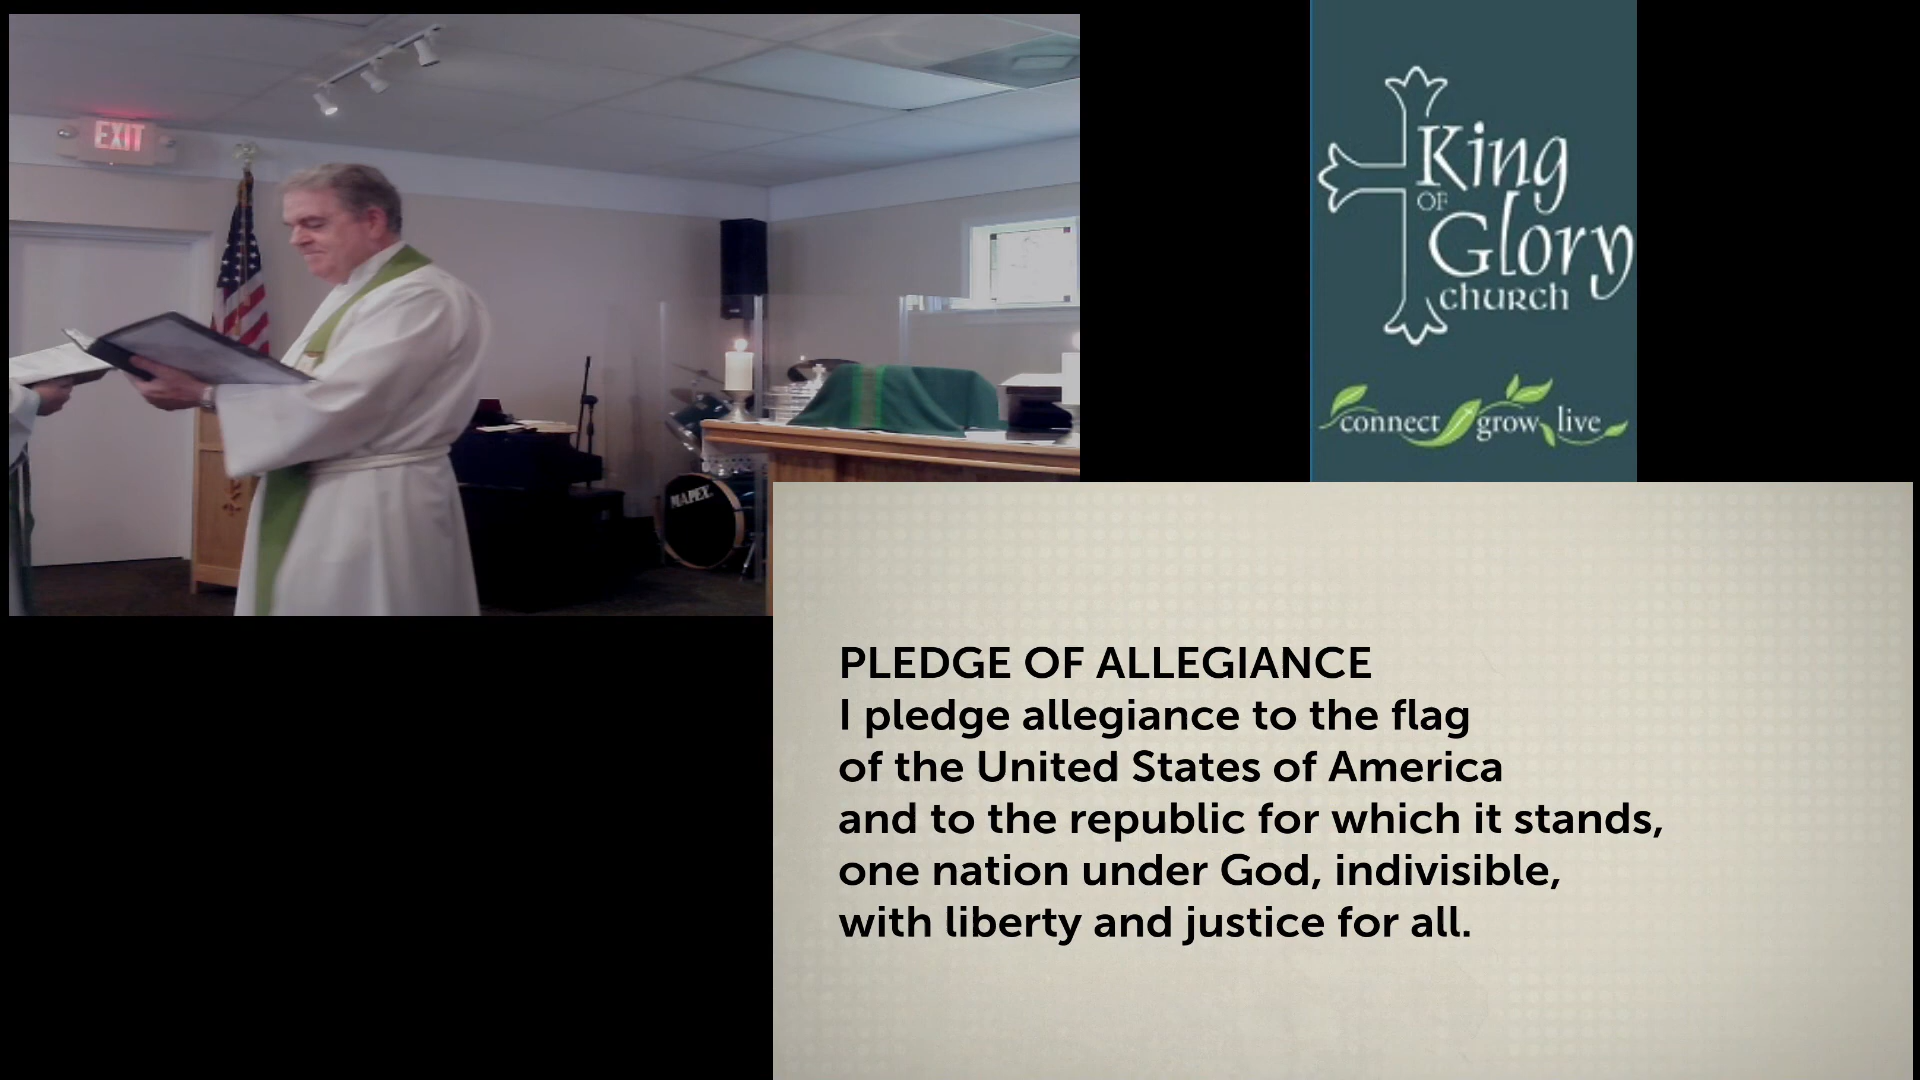 EXIT
MAPEX
King
OF
Glory
church
connect grow live
PLEDGE OF ALLEGIANCE
I pledge allegiance to the flag
of the United States of America
and to the republic for which it stands,
one nation under God, indivisible,
with liberty and justice for all.